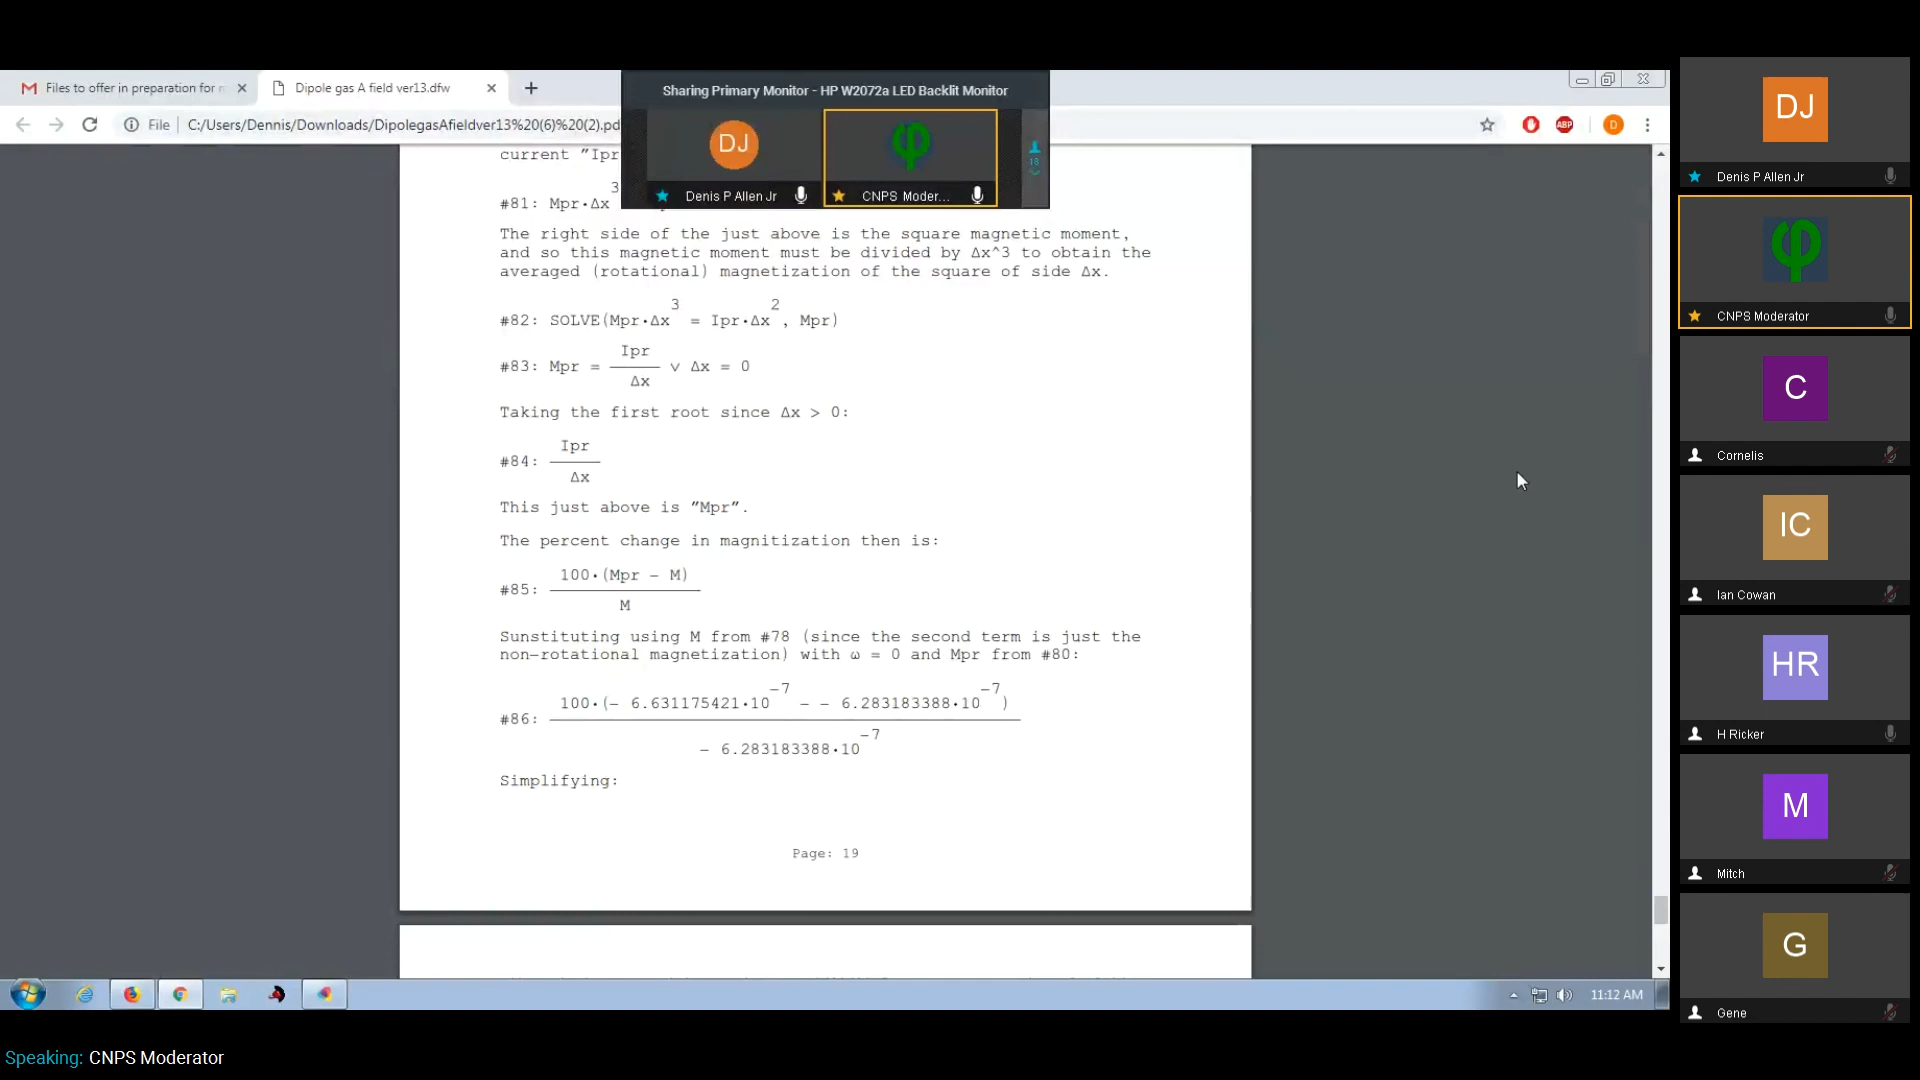 Sharing Primary Monitor - HP W2072a LED Backlit Monitor
Files to offer in preparation for
Dipole gas A field ver13.dfw
File
C:/Users/Dennis/Downloads/DipolegasAfieldver13%20(6)%20(2).pd
ABP
D
DJ
Denis P Allen Jr
CNPS Moder...
18
current "Ipr
3
#81: Mpr·Δx
The right side of the just above is the square magnetic moment,
and so this magnetic moment must be divided by Δx^3 to obtain the
averaged (rotational) magnetization of the square of side Δx.
3 2
#82: SOLVE(Mpr·Δx = Ipr·Δx , Mpr)
Ipr
#83: Mpr = ——— ∨ Δx = 0
Δx
Taking the first root since Δx > 0:
Ipr
#84: ———
Δx
This just above is "Mpr".
The percent change in magnitization then is:
100·(Mpr − M)
#85: ———
M
Sunstituting using M from #78 (since the second term is just the
non−rotational magnetization) with ω = 0 and Mpr from #80:
−7 −7
100·(− 6.631175421·10 − − 6.283183388·10 )
#86: ———
−7
− 6.283183388·10
Simplifying:
Page: 19
11:12 AM
DJ
Denis P Allen Jr
CNPS Moderator
C
Cornelis
IC
Ian Cowan
HR
H Ricker
M
Mitch
G
Gene
Speaking: CNPS Moderator